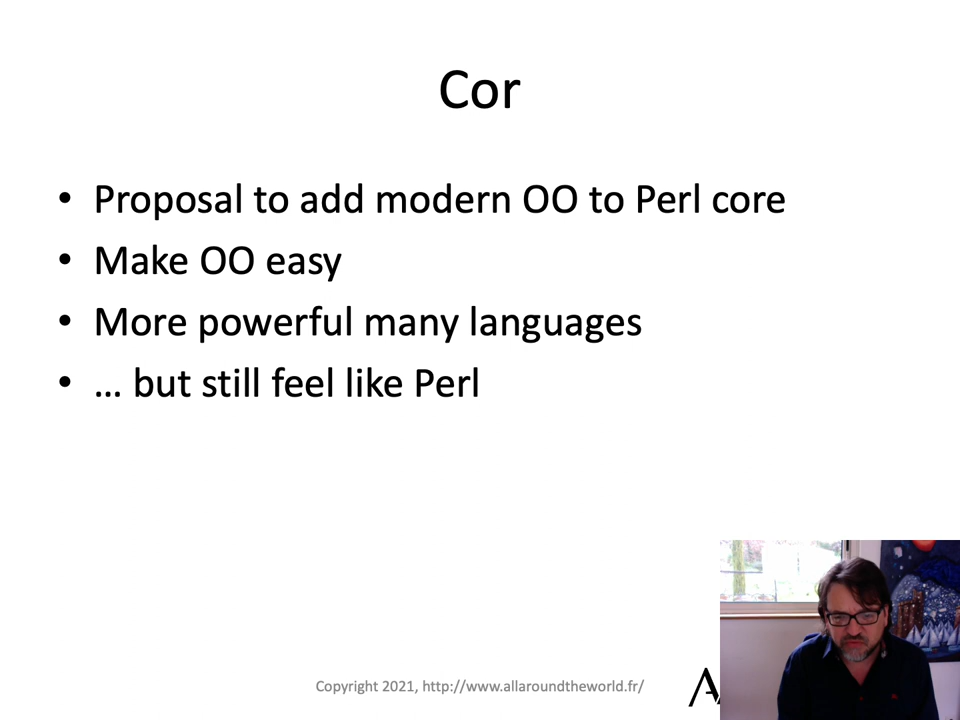 Cor
• Proposal to add modern OO to Perl core
• Make OO easy
• More powerful many languages
• … but still feel like Perl
Copyright 2021, http://www.allaroundtheworld.fr/